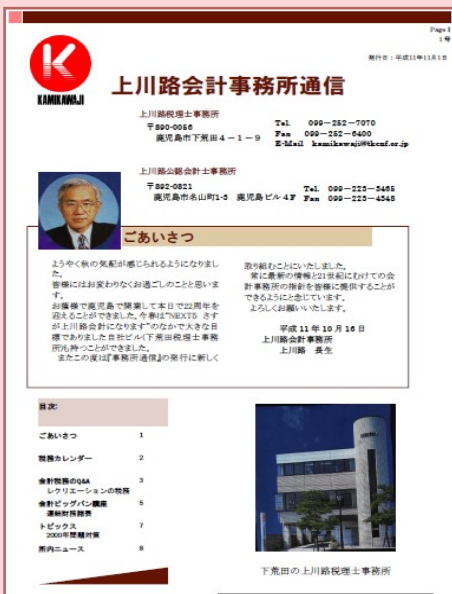 Page1
1号
発行日：平成11年11月1日
K
KAMIKAWAJI
上川路会計事務所通信
上川路税理士事務所
〒890-0056
鹿児島市下荒田4－1－9
Tel. 099－252－7070
Fax 099－252－6400
E-Mail kamikawaji@tkcnf.or.jp
上川路公認会計士事務所
〒892-0821
鹿児島市名山町1-3 鹿児島ビル4F
Tel. 099－223－3465
Fax 099－223－4348
ごあいさつ
ようやく秋の気配が感じられるようになりまし
た。
皆様にはお変わりなくお過ごしのことと思いま
す。
お蔭様で鹿児島で開業して本日で22周年を
迎えることができました。今春は"NEXT5 さす
が上川路会計になります"のなかで大きな目
標でありました自社ビル(下荒田税理士事務
所)も持つことができました。
またこの度は『事務所通信』の発行に新しく
取り組むことにいたしました。
常に最新の情報と21世紀にむけての会
計事務所の指針を皆様に提供することが
できるようにと念じています。
よろしくお願いいたします。
平成11年10月16日
上川路会計事務所
上川路 長生
目次:
ごあいさつ 1
税務カレンダー 2
会計税務のQ&A 3
レクリエーションの税務
会計ビッグバン講座 5
連結財務諸表
トピックス 7
2000年問題対策
所内ニュース 8
下荒田の上川路税理士事務所